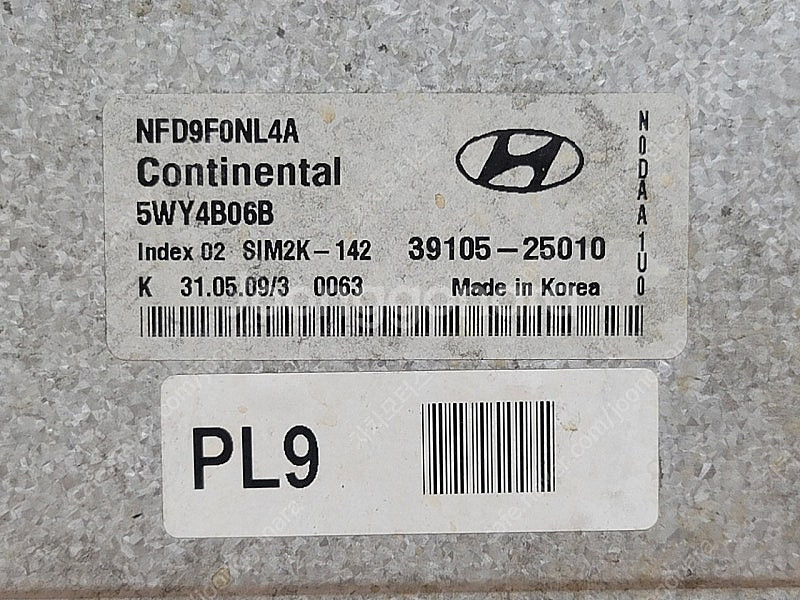 NFD9F0NL4A
Continental
5WY4B06B
Index 02 SIM2K-142 39105-25010
K 31.05.09/3 0063 Made in Korea
N0DAA1U0
PL9